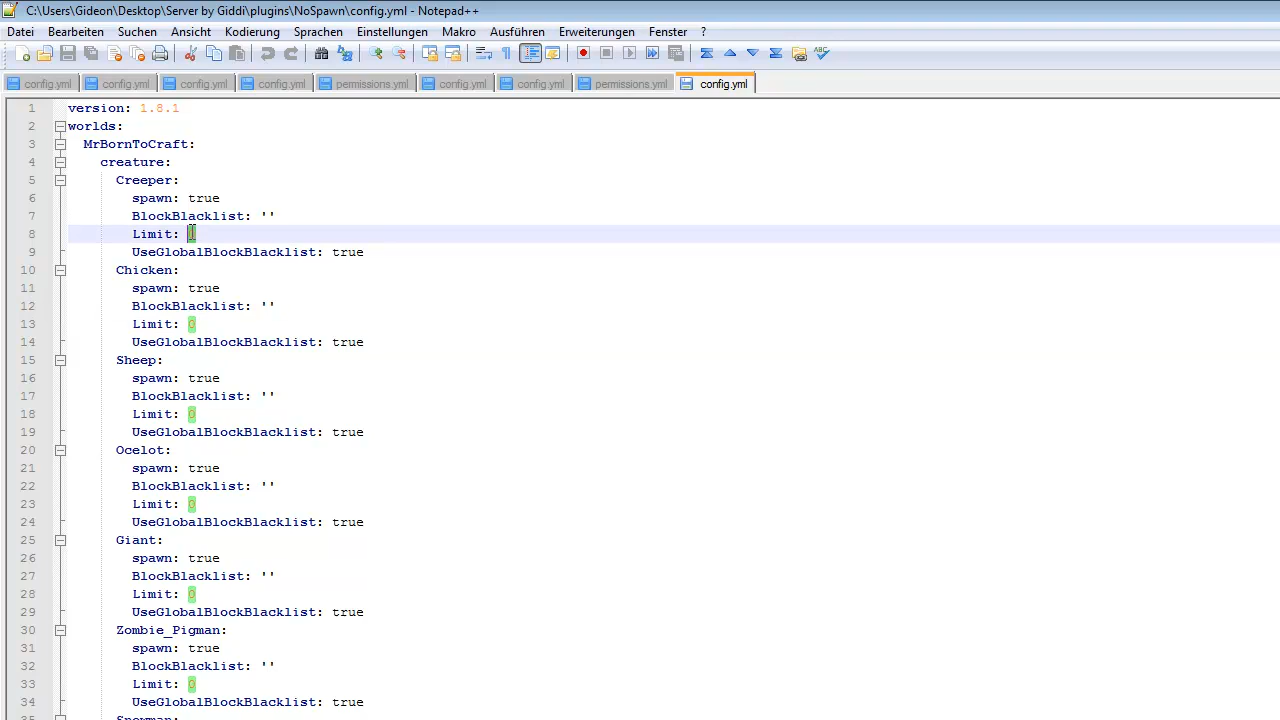 C:\Users\Gideon\Desktop\Server by Giddi\plugins\NoSpawn\config.yml - Notepad++
Datei Bearbeiten Suchen Ansicht Kodierung Sprachen Einstellungen Makro Ausführen Erweiterungen Fenster ?
config.yml config.yml config.yml config.yml permissions.yml config.yml config.yml permissions.yml config.yml
1 version: 1.8.1
2 worlds:
3 MrBornToCraft:
4 creature:
5 Creeper:
6 spawn: true
7 BlockBlacklist: ''
8 Limit: 0
9 UseGlobalBlockBlacklist: true
10 Chicken:
11 spawn: true
12 BlockBlacklist: ''
13 Limit: 0
14 UseGlobalBlockBlacklist: true
15 Sheep:
16 spawn: true
17 BlockBlacklist: ''
18 Limit: 0
19 UseGlobalBlockBlacklist: true
20 Ocelot:
21 spawn: true
22 BlockBlacklist: ''
23 Limit: 0
24 UseGlobalBlockBlacklist: true
25 Giant:
26 spawn: true
27 BlockBlacklist: ''
28 Limit: 0
29 UseGlobalBlockBlacklist: true
30 Zombie_Pigman:
31 spawn: true
32 BlockBlacklist: ''
33 Limit: 0
34 UseGlobalBlockBlacklist: true
35 Snowman: